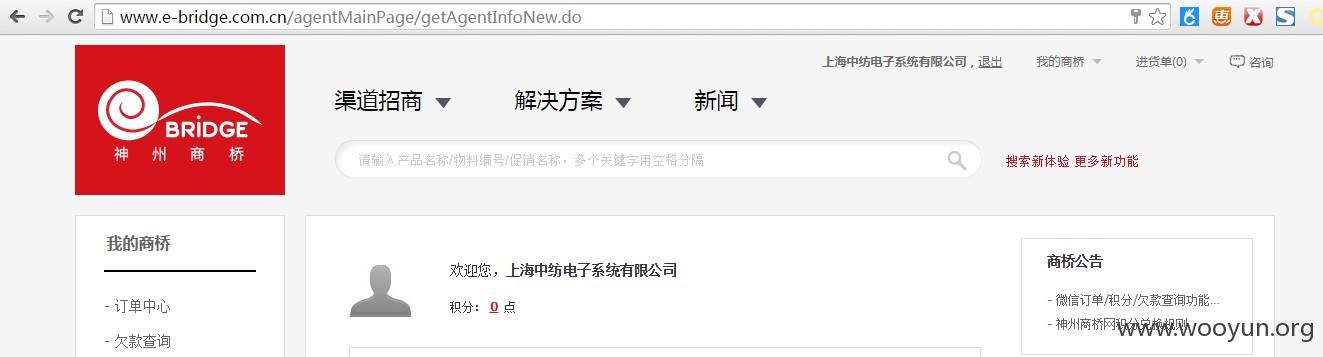 www.e-bridge.com.cn/agentMainPage/getAgentInfoNew.do
上海中纺电子系统有限公司，退出 我的商桥 进货单(0) 咨询
渠道招商 解决方案 新闻
BRIDGE
神州商桥
请输入产品名称/物料编号/促销名称，多个关键字用空格分隔
搜索新体验 更多新功能
我的商桥
- 订单中心
- 欠款查询
欢迎您，上海中纺电子系统有限公司
积分： 0 点
商桥公告
- 微信订单/积分/欠款查询功能...
- 神州商桥网积分兑换规则
www.wooyun.org